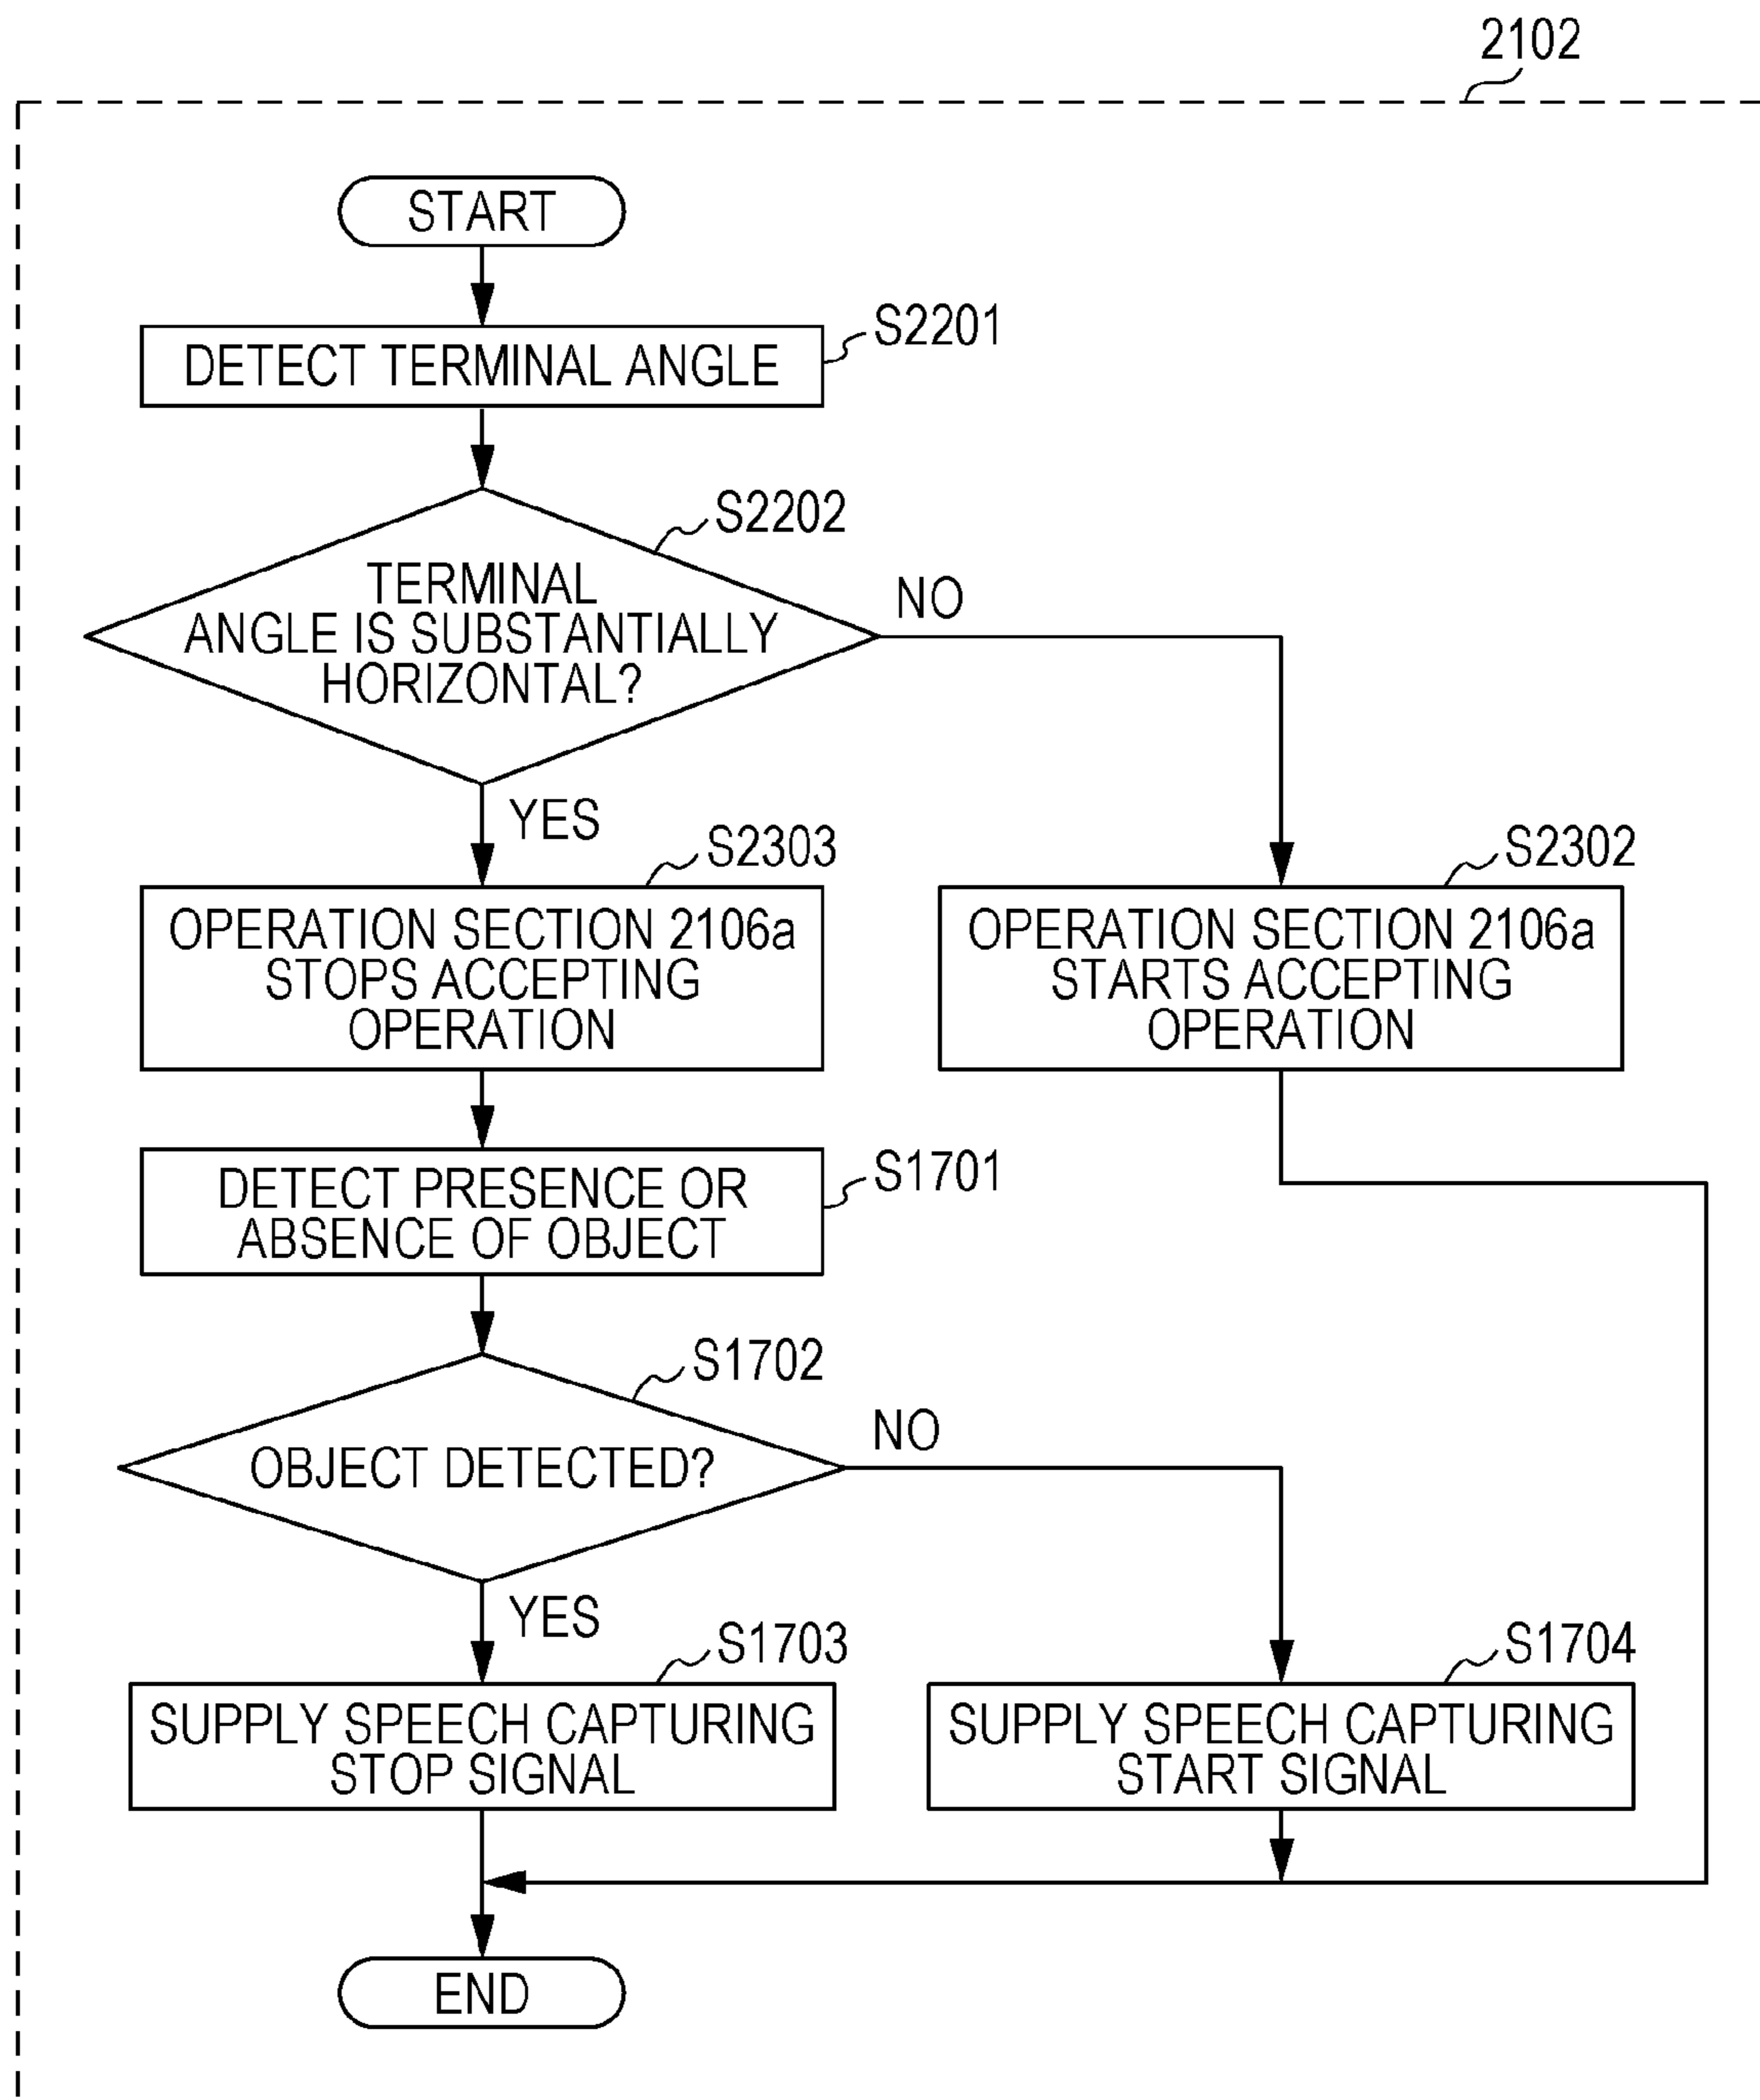 2102
START
S2201
DETECT TERMINAL ANGLE
S2202
TERMINAL
ANGLE IS SUBSTANTIALLY
HORIZONTAL?
NO
YES
S2303
OPERATION SECTION 2106a
STOPS ACCEPTING
OPERATION
S2302
OPERATION SECTION 2106a
STARTS ACCEPTING
OPERATION
S1701
DETECT PRESENCE OR
ABSENCE OF OBJECT
S1702
OBJECT DETECTED?
NO
YES
S1703
SUPPLY SPEECH CAPTURING
STOP SIGNAL
S1704
SUPPLY SPEECH CAPTURING
START SIGNAL
END